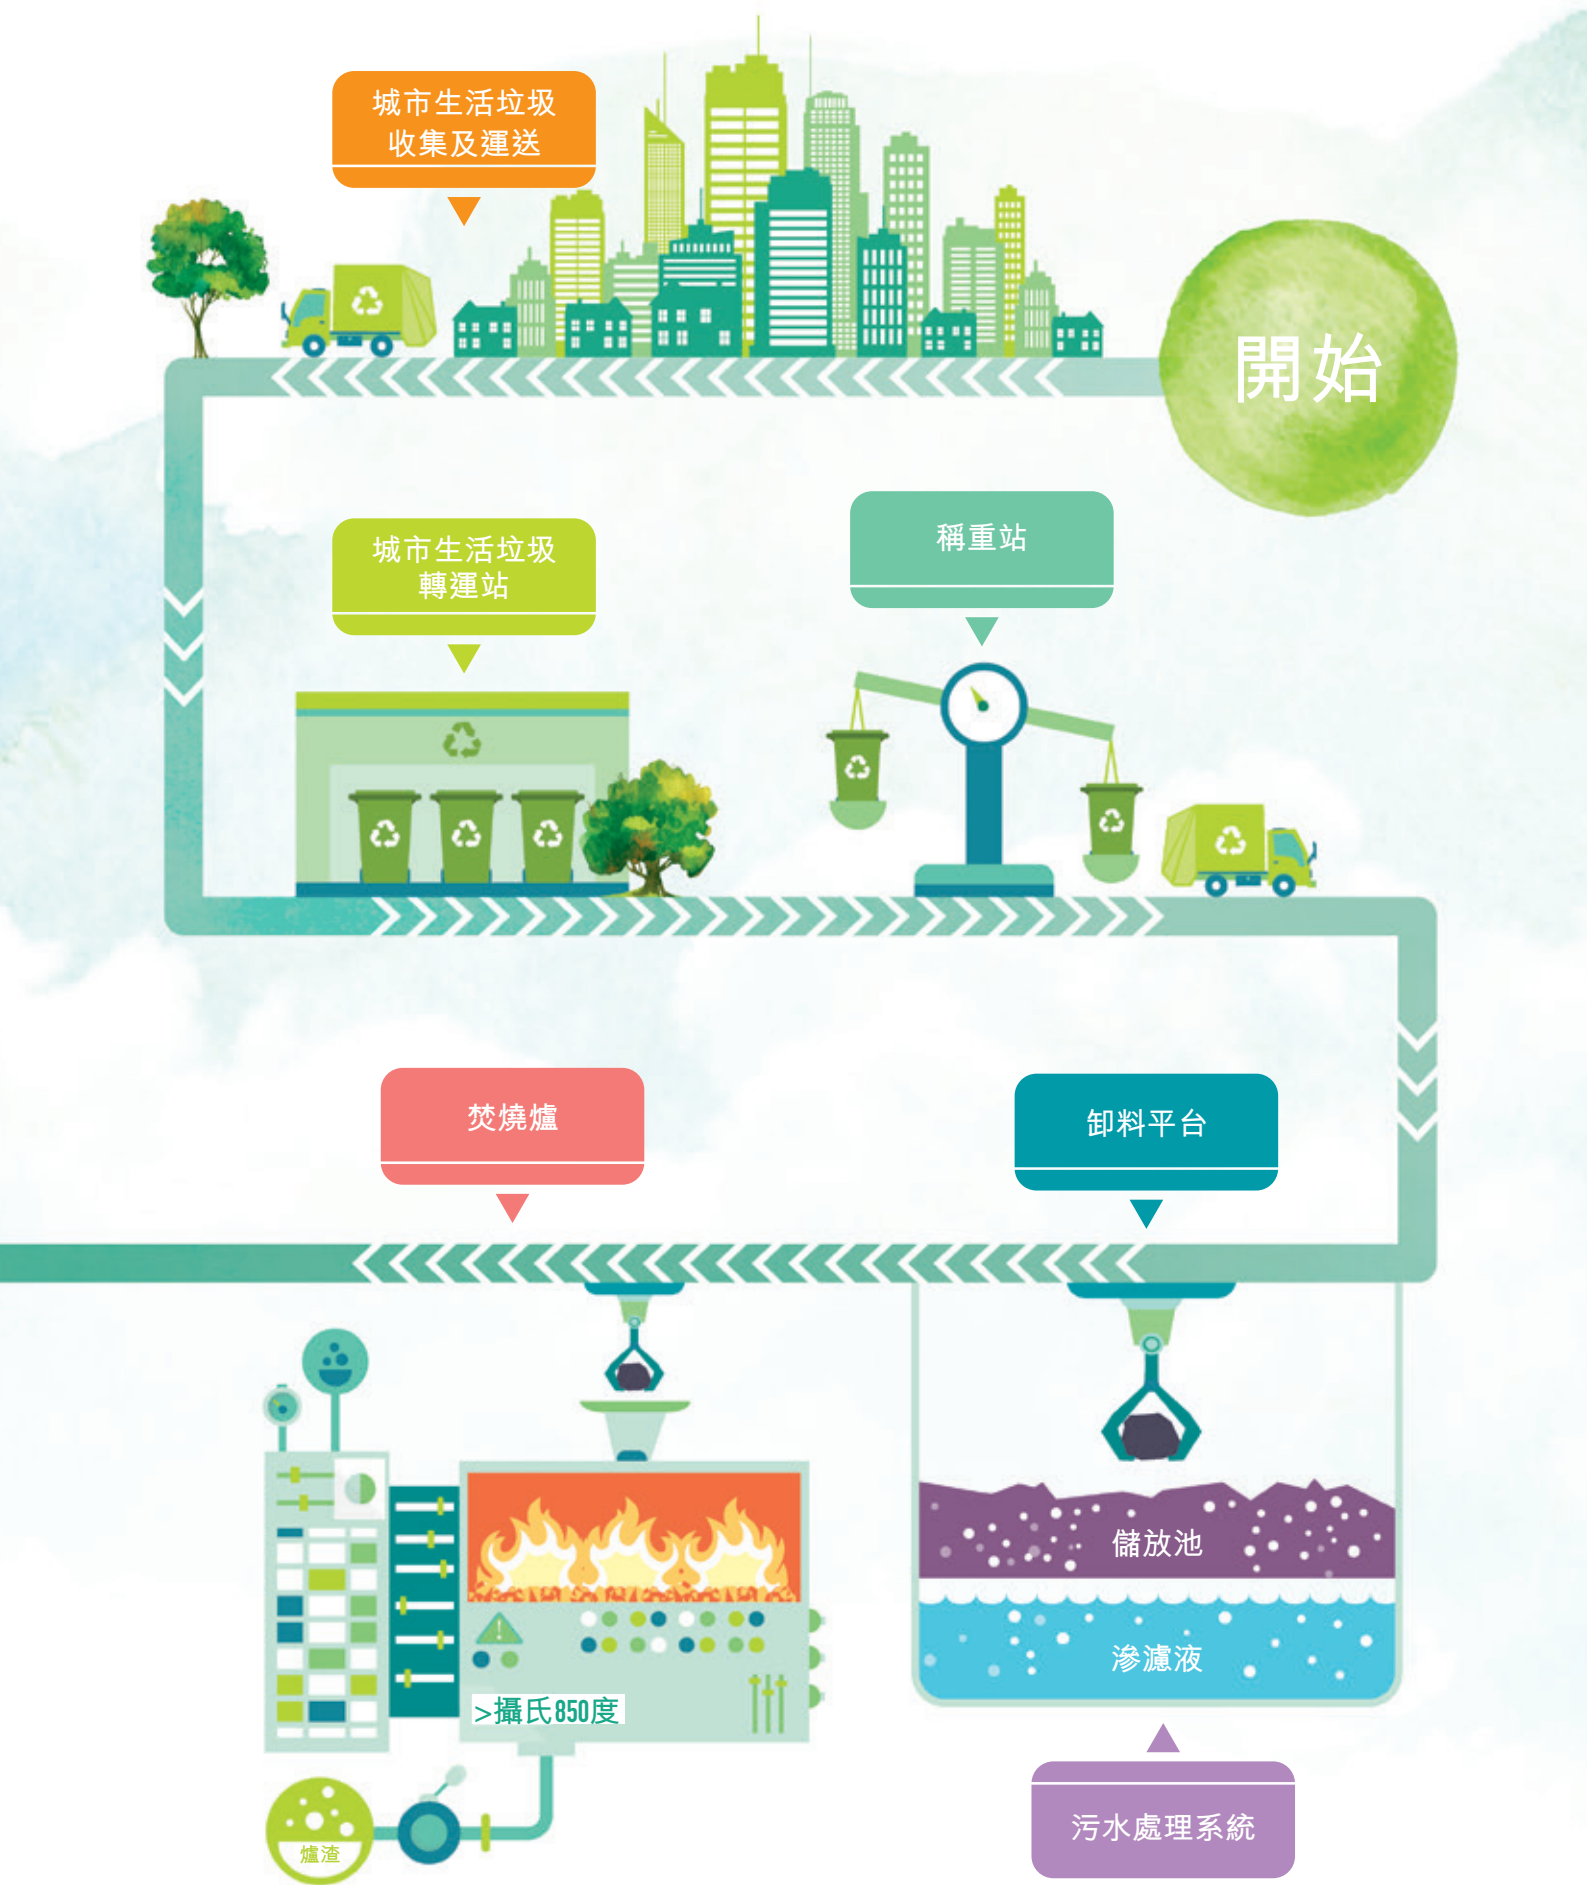 城市生活垃圾
收集及運送
開始
城市生活垃圾
轉運站
稱重站
焚燒爐
卸料平台
儲放池
滲濾液
>攝氏850度
爐渣
污水處理系統